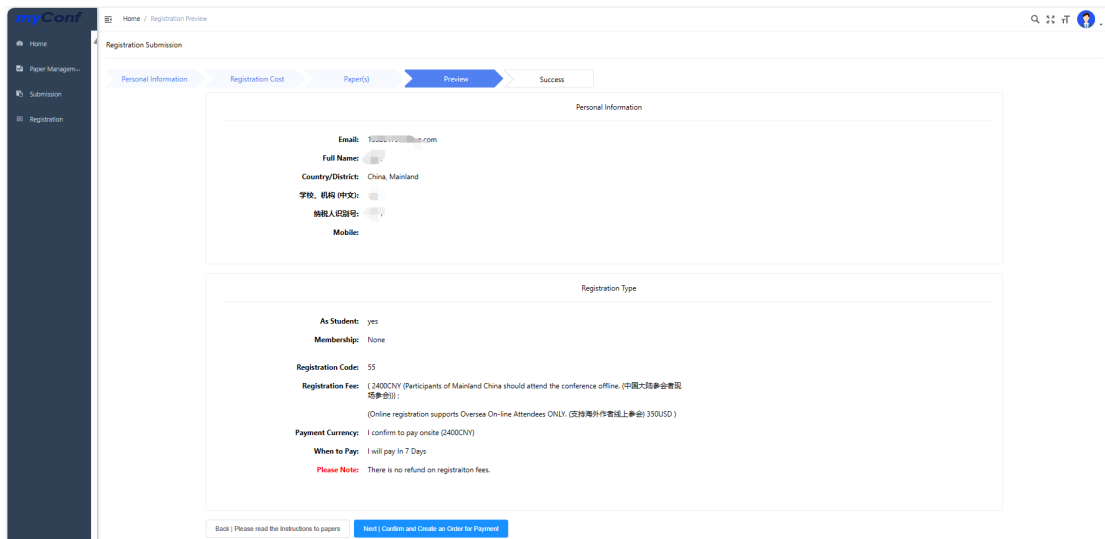 myConf
Home / Registration Preview
Home
Registration Submission
Paper Managem...
Personal Information
Registration Cost
Paper(s)
Preview
Success
Submission
Registration
Personal Information
Email: .com
Full Name:
Country/District: China, Mainland
学校，机构 (中文):
纳税人识别号:
Mobile:
Registration Type
As Student: yes
Membership: None
Registration Code: 55
Registration Fee: ( 2400CNY (Participants of Mainland China should attend the conference offline. (中国大陆参会者现
场参会))) ;
(Online registration supports Oversea On-line Attendees ONLY. (支持海外作者线上参会) 350USD )
Payment Currency: I confirm to pay onsite (2400CNY)
When to Pay: I will pay In 7 Days
Please Note: There is no refund on registraiton fees.
Back | Please read the Instructions to papers
Next | Confirm and Create an Order for Payment